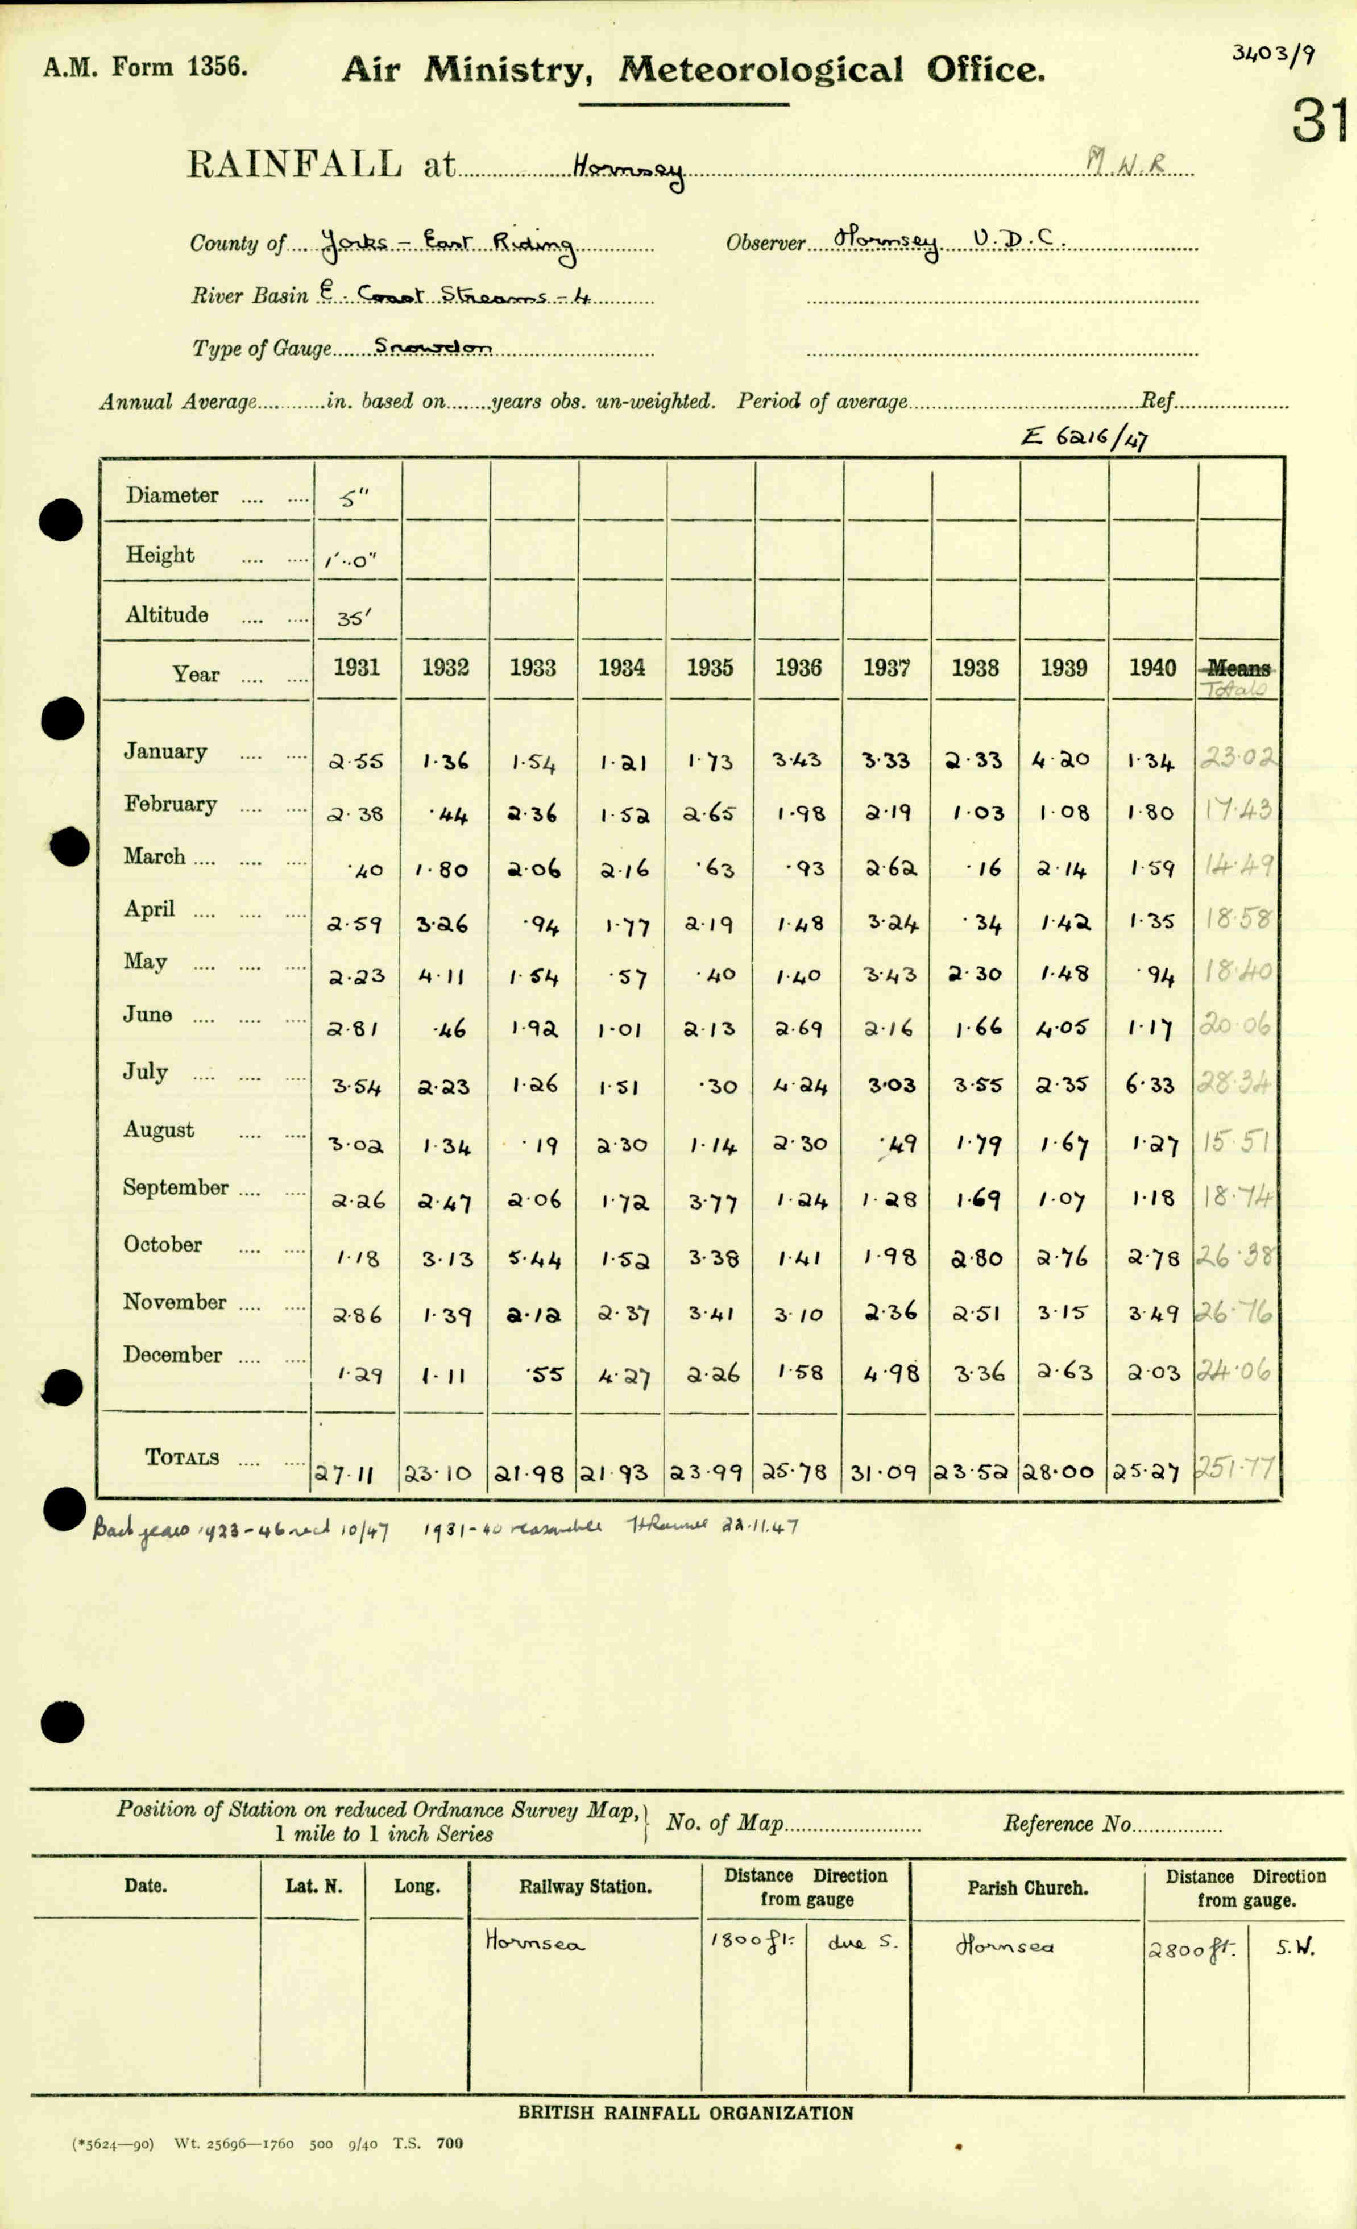 A.M. Form 1356. Air Ministry, Meteorological Office. 3403/9
31
RAINFALL at Hornsey M.W.R
County of Yorks - East Riding Observer Hornsey U.D.C.
River Basin E. Coast Streams - 4
Type of Gauge Snowdon
Annual Average in. based on years obs. un-weighted. Period of average Ref.
E 6216/47
Diameter 5"
Height 1'.0"
Altitude 35'
Year 1931 1932 1933 1934 1935 1936 1937 1938 1939 1940 Means
Totals
January 2.55 1.36 1.54 1.21 1.73 3.43 3.33 2.33 4.20 1.34 23.02
February 2.38 .44 2.36 1.52 2.65 1.98 2.19 1.03 1.08 1.80 17.43
March .40 1.80 2.06 2.16 .63 .93 2.62 .16 2.14 1.59 14.49
April 2.59 3.26 .94 1.77 2.19 1.48 3.24 .34 1.42 1.35 18.58
May 2.23 4.11 1.54 .57 .40 1.40 3.43 2.30 1.48 .94 18.40
June 2.81 .46 1.92 1.01 2.13 2.69 2.16 1.66 4.05 1.17 20.06
July 3.54 2.23 1.26 1.51 .30 4.24 3.03 3.55 2.35 6.33 28.34
August 3.02 1.34 .19 2.30 1.14 2.30 .49 1.79 1.67 1.27 15.51
September 2.26 2.47 2.06 1.72 3.77 1.24 1.28 1.69 1.07 1.18 18.74
October 1.18 3.13 5.44 1.52 3.38 1.41 1.98 2.80 2.76 2.78 26.38
November 2.86 1.39 2.12 2.37 3.41 3.10 2.36 2.51 3.15 3.49 26.76
December 1.29 1.11 .55 4.27 2.26 1.58 4.98 3.36 2.63 2.03 24.06
TOTALS 27.11 23.10 21.98 21.93 23.99 25.78 31.09 23.52 28.00 25.27 251.77
Back years 1923-46 recd 10/47 1931-40 reasonable 22.11.47
Position of Station on reduced Ordnance Survey Map, No. of Map Reference No.
1 mile to 1 inch Series
Date. Lat. N. Long. Railway Station. Distance Direction from gauge Parish Church. Distance Direction from gauge.
Hornsea 1800 ft. due S. Hornsea 2800 ft. S.W.
BRITISH RAINFALL ORGANIZATION
(*5624—90) Wt. 25696—1760 500 9/40 T.S. 700